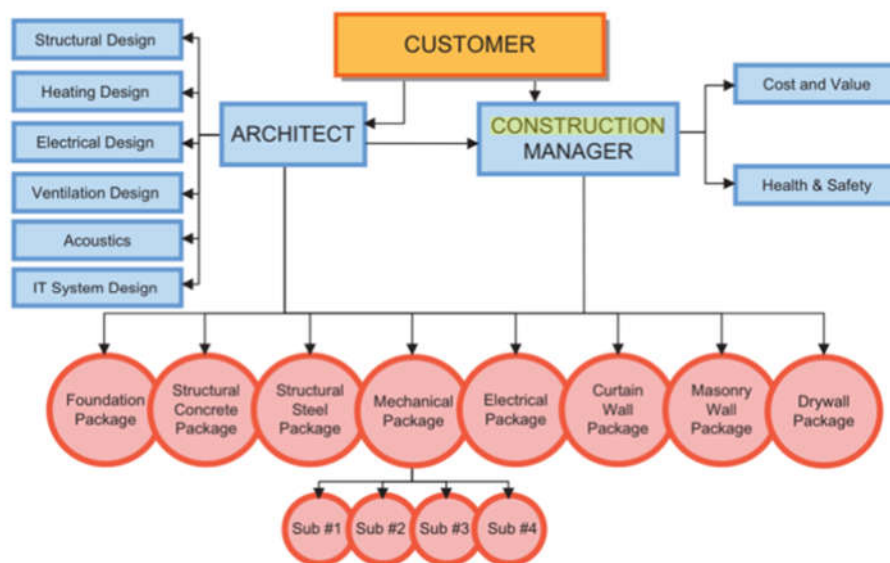 CUSTOMER
Structural Design
Heating Design
Electrical Design
Ventilation Design
Acoustics
IT System Design
ARCHITECT
CONSTRUCTION
MANAGER
Cost and Value
Health & Safety
Foundation
Package
Structural
Concrete
Package
Structural
Steel
Package
Mechanical
Package
Electrical
Package
Curtain
Wall
Package
Masonry
Wall
Package
Drywall
Package
Sub #1
Sub #2
Sub #3
Sub #4